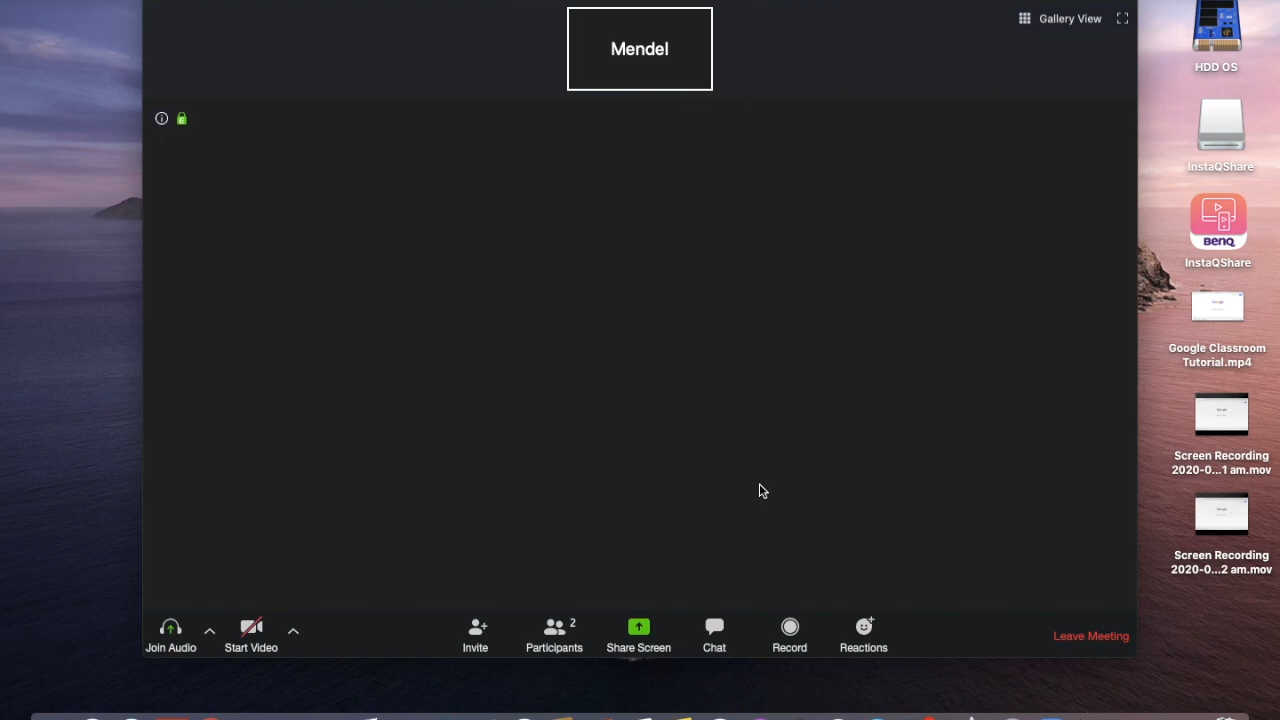 Mendel
Gallery View
HDD OS
InstaQShare
BenQ
InstaQShare
Google Classroom
Tutorial.mp4
Screen Recording
2020-0...1 am.mov
Screen Recording
2020-0...2 am.mov
Join Audio
Start Video
Invite
2
Participants
Share Screen
Chat
Record
Reactions
Leave Meeting